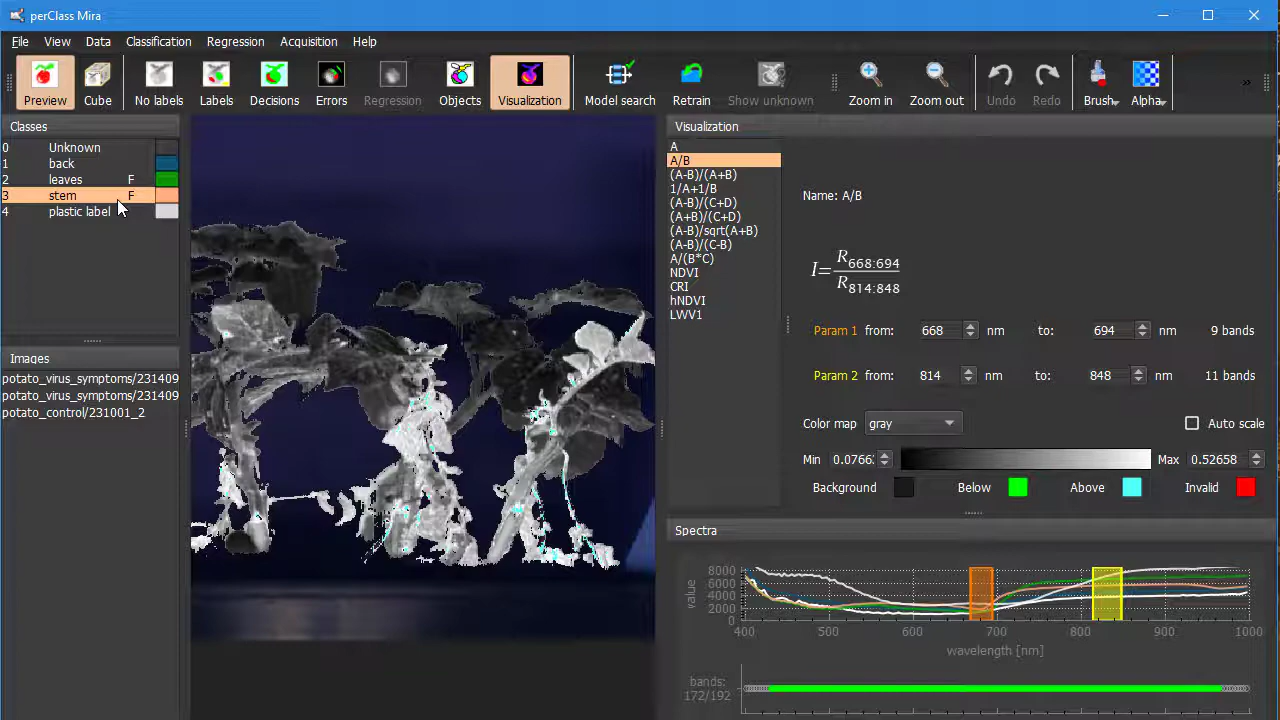 perClass Mira
File View Data Classification Regression Acquisition Help
Preview Cube No labels Labels Decisions Errors Regression Objects Visualization Model search Retrain Show unknown Zoom in Zoom out Undo Redo Brush Alpha »
Classes
0 Unknown
1 back
2 leaves F
3 stem F
4 plastic label
Images
potato_virus_symptoms/231409
potato_virus_symptoms/231409
potato_control/231001_2
Visualization
A
A/B
(A-B)/(A+B)
1/A+1/B
(A-B)/(C+D)
(A+B)/(C+D)
(A-B)/sqrt(A+B)
(A-B)/(C-B)
A/(B*C)
NDVI
CRI
hNDVI
LWV1
Name: A/B
I=
R668:694
R814:848
Param 1 from: 668 nm to: 694 nm 9 bands
Param 2 from: 814 nm to: 848 nm 11 bands
Color map gray Auto scale
Min 0.0766 Max 0.52658
Background Below Above Invalid
Spectra
value
8000
6000
4000
2000
0
400 500 600 700 800 900 1000
wavelength [nm]
bands:
172/192